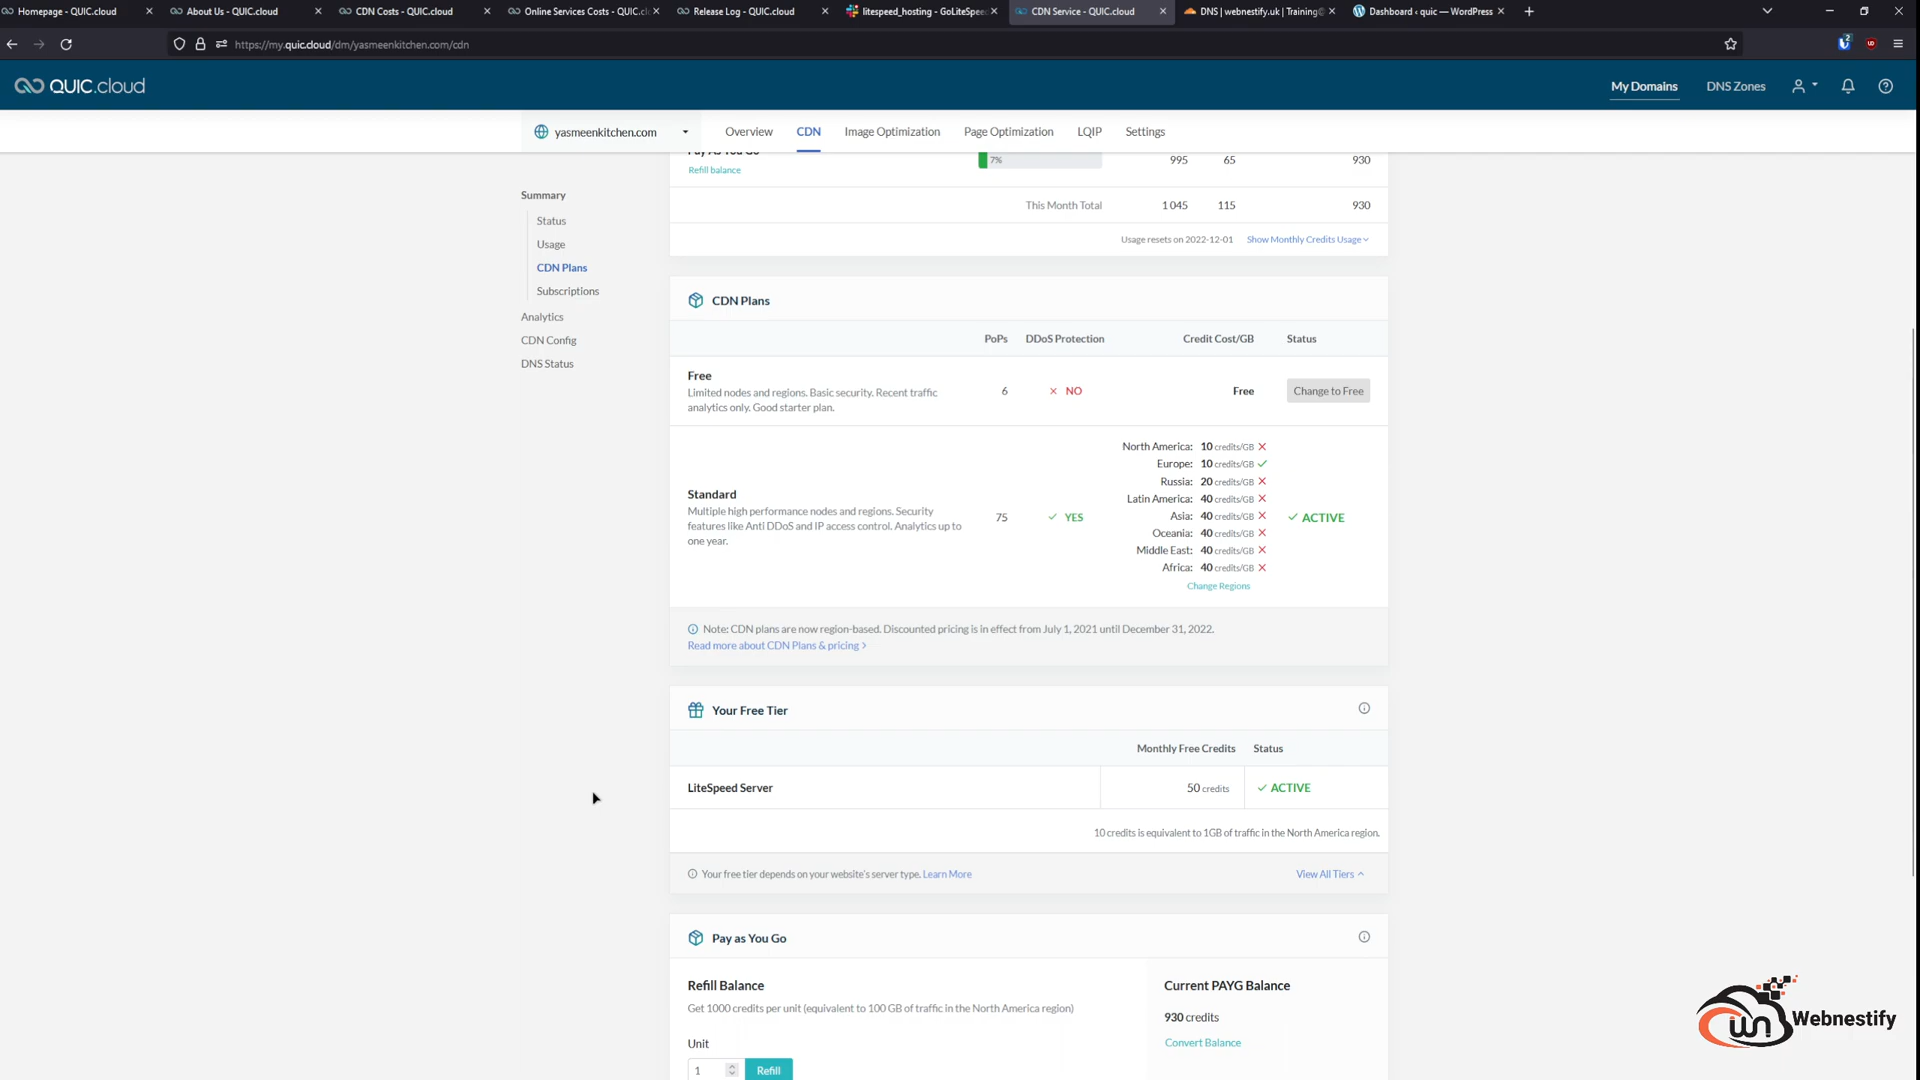 Homepage - QUIC.cloud
About Us - QUIC.cloud
CDN Costs - QUIC.cloud
Online Services Costs - QUIC.cl
Release Log - QUIC.cloud
litespeed_hosting - GoLiteSpee
CDN Service - QUIC.cloud
DNS | webnestify.uk | Training
Dashboard ‹ quic — WordPress
https://my.quic.cloud/dm/yasmeenkitchen.com/cdn
2
QUIC.cloud
My Domains
DNS Zones
yasmeenkitchen.com
Overview
CDN
Image Optimization
Page Optimization
LQIP
Settings
Summary
Status
Usage
CDN Plans
Subscriptions
Analytics
CDN Config
DNS Status
Pay As You Go
7%
995 65 930
Refill balance
This Month Total 1 045 115 930
Usage resets on 2022-12-01 Show Monthly Credits Usage
CDN Plans
PoPs DDoS Protection Credit Cost/GB Status
Free
Limited nodes and regions. Basic security. Recent traffic
analytics only. Good starter plan.
6 NO Free Change to Free
Standard
Multiple high performance nodes and regions. Security
features like Anti DDoS and IP access control. Analytics up to
one year.
75 YES
North America: 10 credits/GB
Europe: 10 credits/GB
Russia: 20 credits/GB
Latin America: 40 credits/GB
Asia: 40 credits/GB
Oceania: 40 credits/GB
Middle East: 40 credits/GB
Africa: 40 credits/GB
Change Regions
ACTIVE
Note: CDN plans are now region-based. Discounted pricing is in effect from July 1, 2021 until December 31, 2022.
Read more about CDN Plans & pricing >
Your Free Tier
Monthly Free Credits Status
LiteSpeed Server 50 credits ACTIVE
10 credits is equivalent to 1GB of traffic in the North America region.
Your free tier depends on your website's server type. Learn More
View All Tiers
Pay as You Go
Refill Balance
Get 1000 credits per unit (equivalent to 100 GB of traffic in the North America region)
Unit
1 Refill
Current PAYG Balance
930 credits
Convert Balance
Webnestify